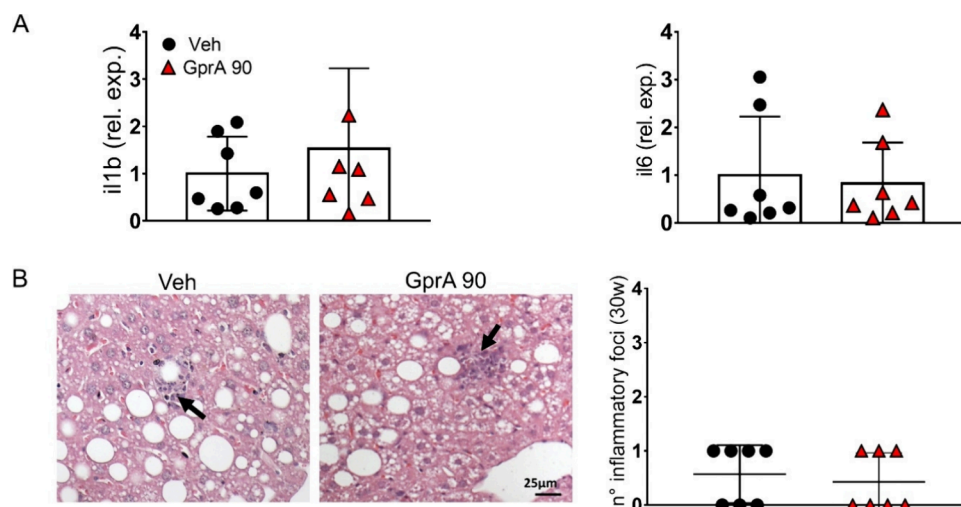 A
il1b (rel. exp.)
4
3
2
1
0
Veh
GprA 90
il6 (rel. exp.)
4
3
2
1
0
B
Veh
GprA 90
25µm
n° inflammatory foci (30w)
4
3
2
1
0